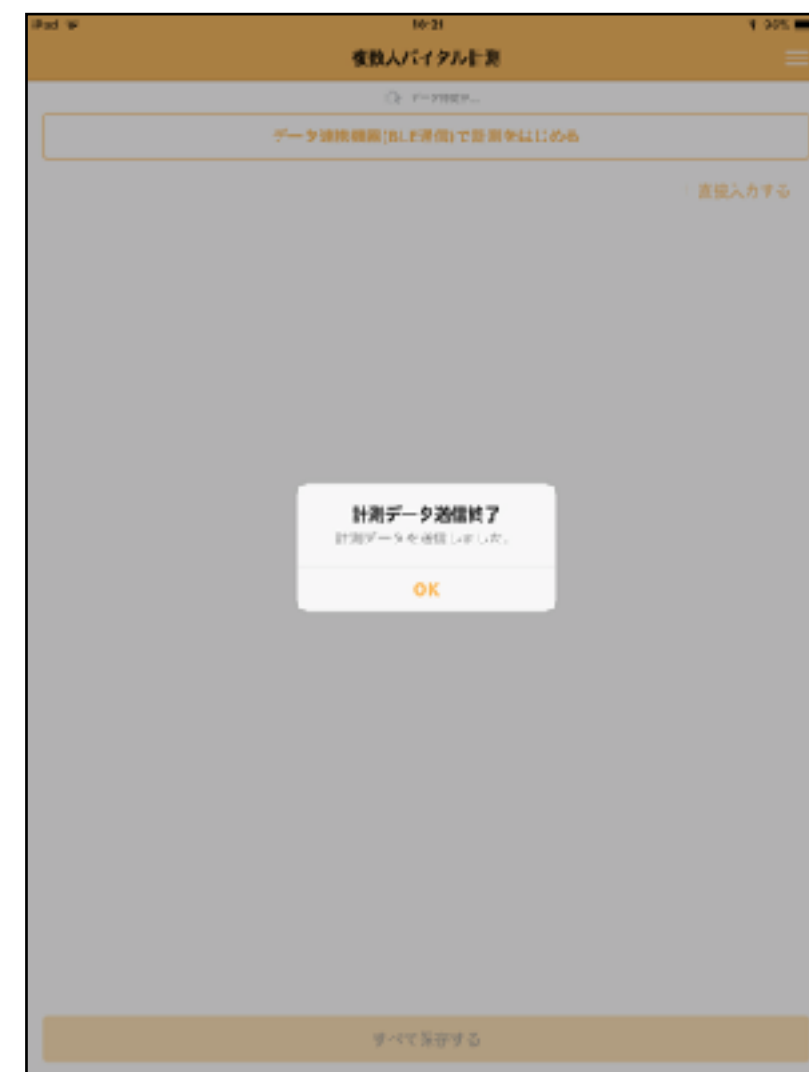 iPad 16:21
複数人バイタル計測
データ連携機器(BLE通信)で計測をはじめる
直接入力する
計測データ送信終了
計測データを送信しました。
OK
すべて保存する